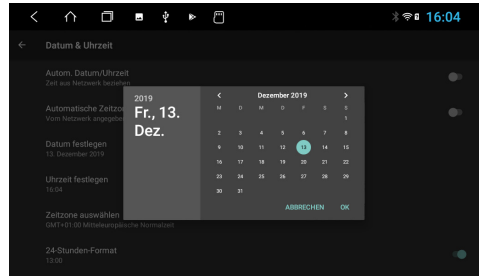 16:04
Datum & Uhrzeit
Autom. Datum/Uhrzeit
Zeit aus Netzwerk beziehen
Automatische Zeitzo
Vom Netzwerk angegebe
Datum festlegen
13. Dezember 2019
Uhrzeit festlegen
16:04
Zeitzone auswählen
GMT+01:00 Mitteleuropäische Normalzeit
24-Stunden-Format
13:00
2019
Fr., 13.
Dez.
Dezember 2019
M D M D F S S
1
2 3 4 5 6 7 8
9 10 11 12 13 14 15
16 17 18 19 20 21 22
23 24 25 26 27 28 29
30 31
ABBRECHEN OK